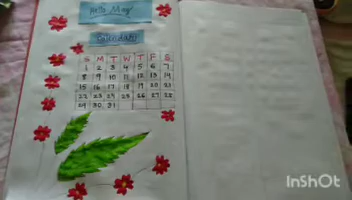 Hello May
Calendar
S M T W T F S
1 2 3 4 5 6 7
8 9 10 11 12 13 14
15 16 17 18 19 20 21
22 23 24 25 26 27 28
29 30 31
InShOt